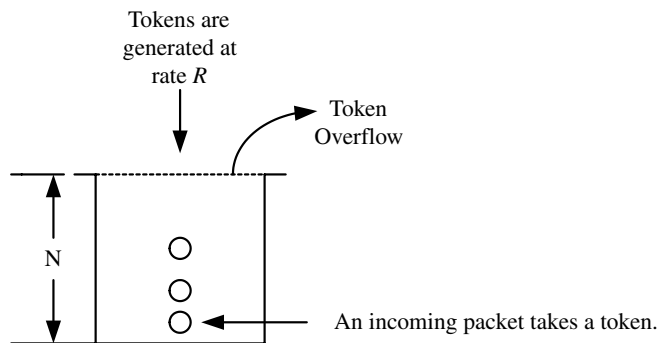 Tokens are
generated at
rate R
Token
Overflow
N
An incoming packet takes a token.